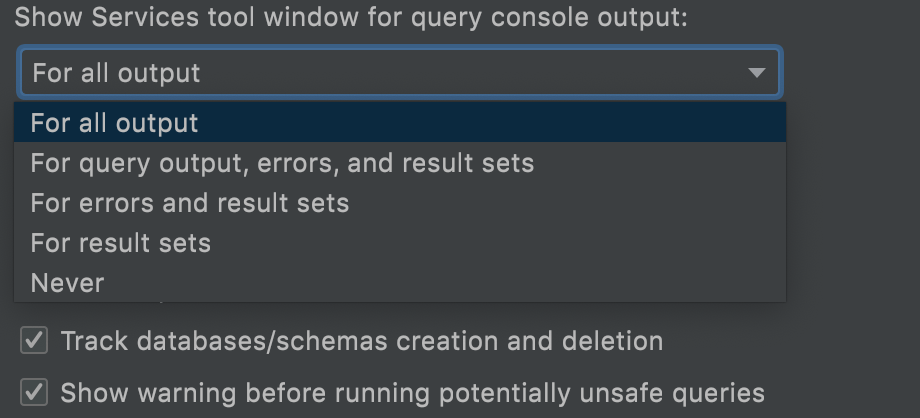 Show Services tool window for query console output:
For all output
For all output
For query output, errors, and result sets
For errors and result sets
For result sets
Never
Track databases/schemas creation and deletion
Show warning before running potentially unsafe queries